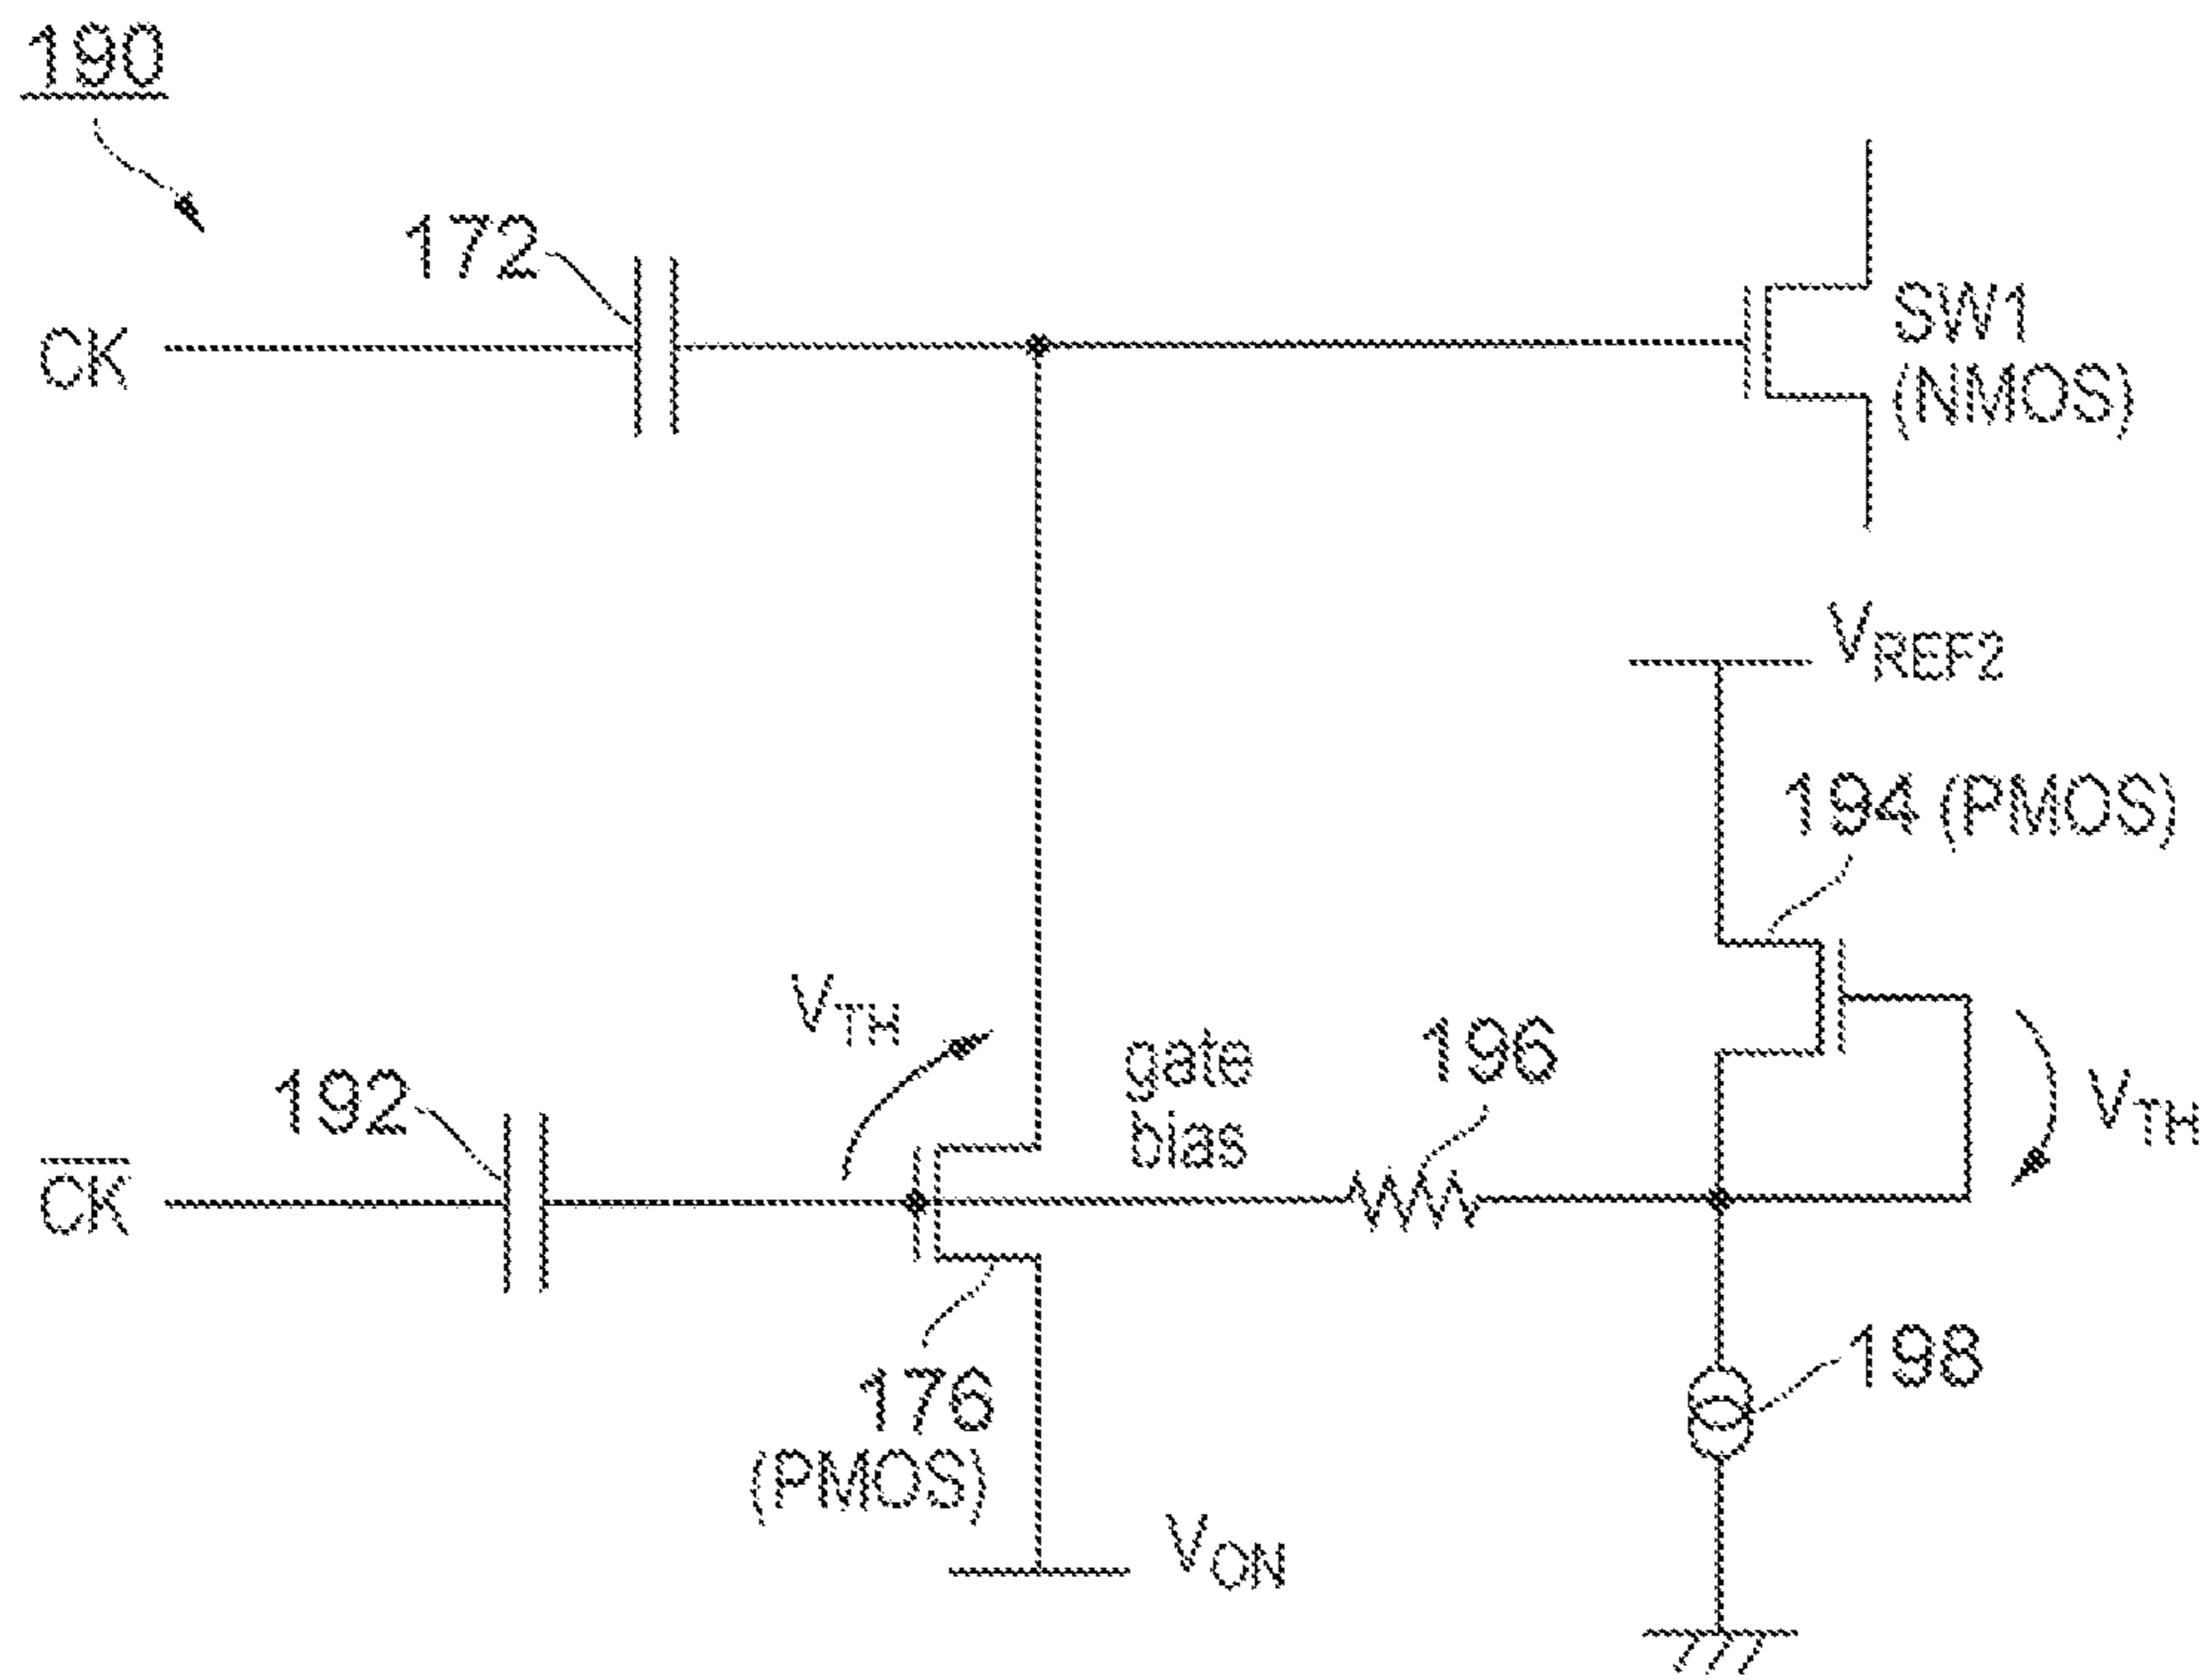 190
172
CK
SW1
(NMOS)
VREF2
194 (PMOS)
VTH
gate
bias
196
192
VTH
CK
176
(PMOS)
198
VON